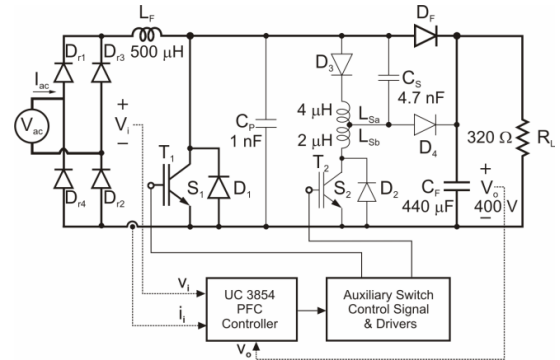 L_F
500 μH
D_F
D_r1
D_r3
D_3
C_S
4.7 nF
I_ac
V_ac
+
V_i
−
C_P
1 nF
4 μH
L_Sa
2 μH
L_Sb
D_4
320 Ω
R_L
T_1
S_1
D_1
T_2
S_2
D_2
C_F
440 μF
+
V_o
400 V
−
D_r4
D_r2
v_i
i_i
v_o
UC 3854
PFC
Controller
Auxiliary Switch
Control Signal
& Drivers